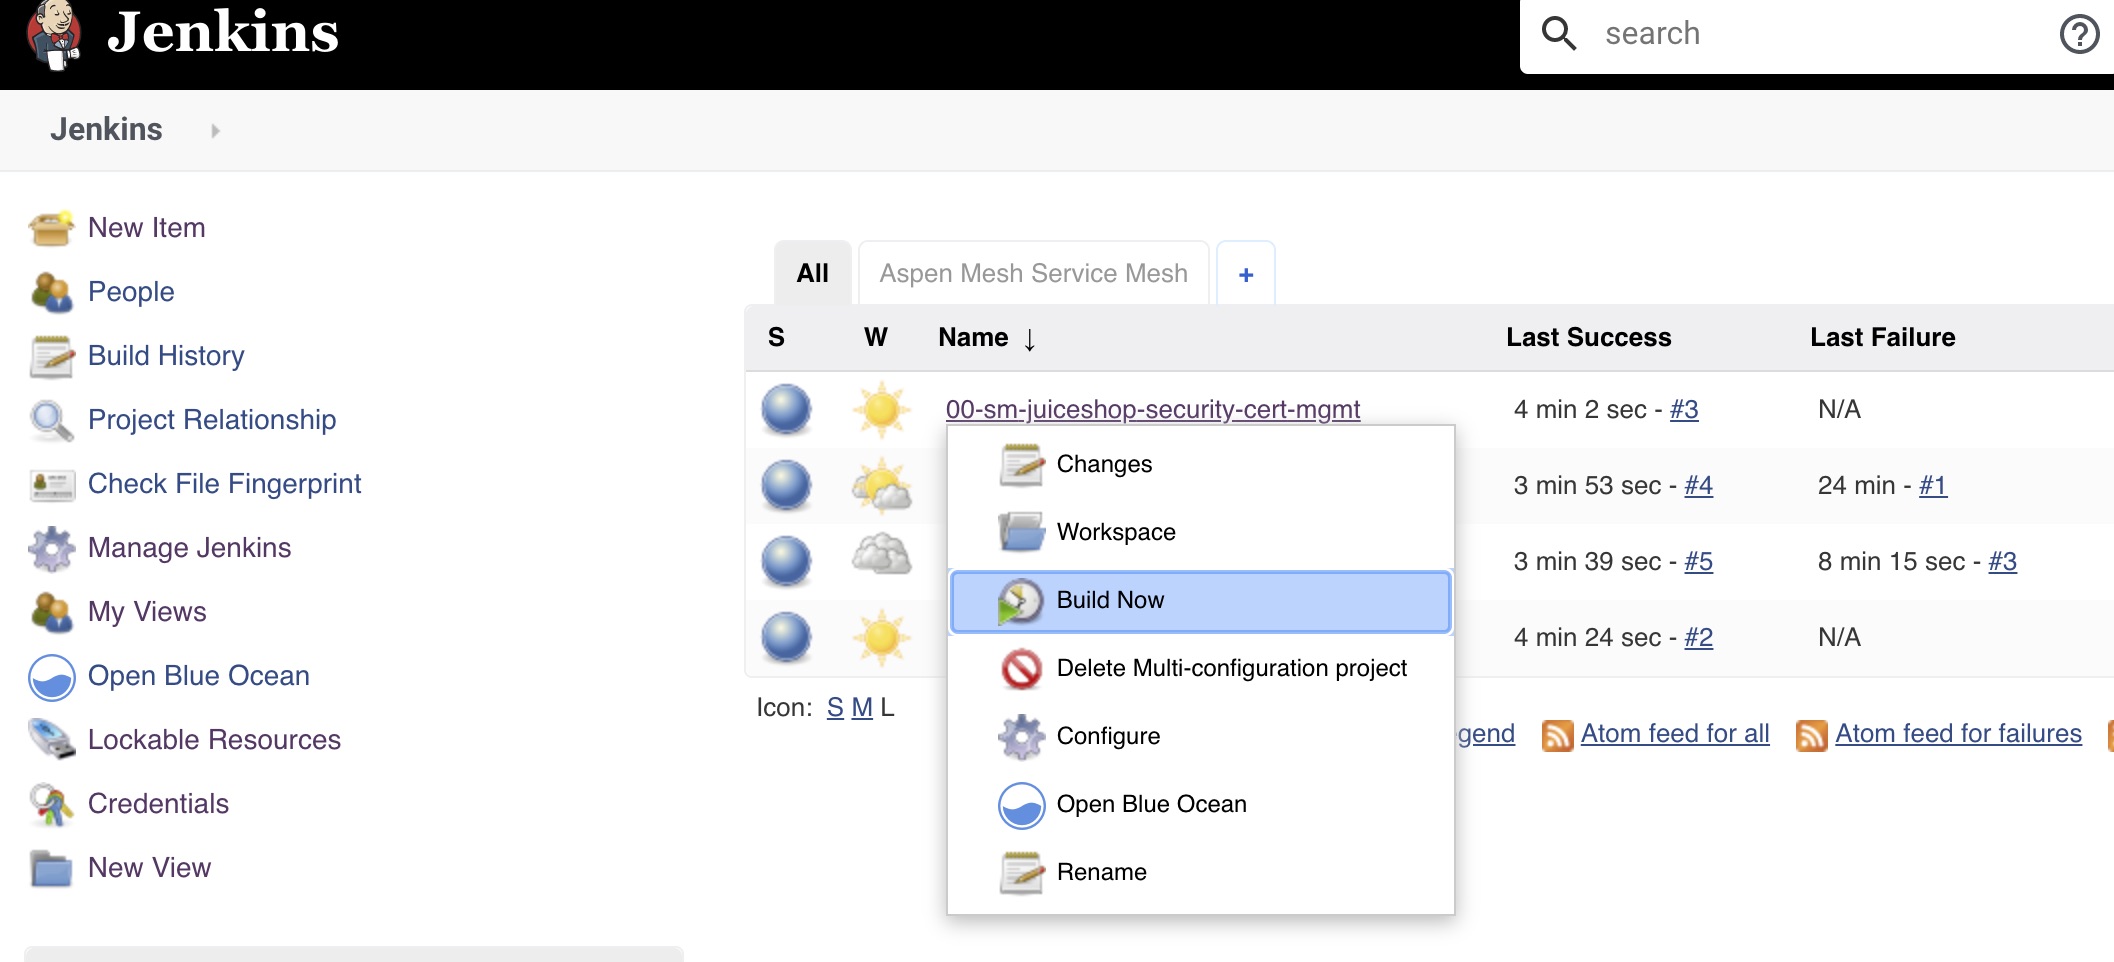 Jenkins
search
Jenkins
New Item
People
Build History
Project Relationship
Check File Fingerprint
Manage Jenkins
My Views
Open Blue Ocean
Lockable Resources
Credentials
New View
All
Aspen Mesh Service Mesh
+
S W Name ↓ Last Success Last Failure
00-sm-juiceshop-security-cert-mgmt 4 min 2 sec - #3 N/A
3 min 53 sec - #4 24 min - #1
3 min 39 sec - #5 8 min 15 sec - #3
4 min 24 sec - #2 N/A
Changes
Workspace
Build Now
Delete Multi-configuration project
Configure
Open Blue Ocean
Rename
Icon: S M L
gend Atom feed for all Atom feed for failures